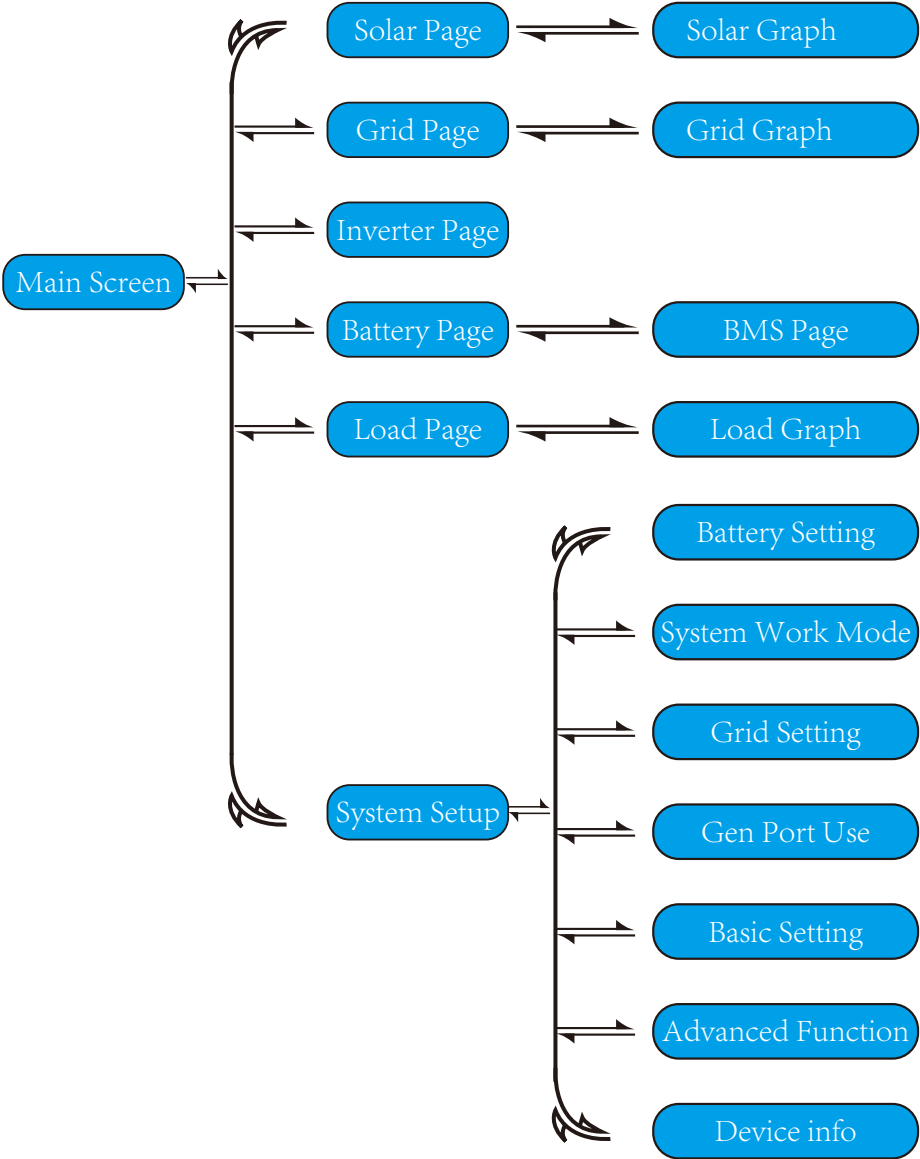 Solar Page
Solar Graph
Grid Page
Grid Graph
Inverter Page
Main Screen
Battery Page
BMS Page
Load Page
Load Graph
Battery Setting
System Work Mode
Grid Setting
System Setup
Gen Port Use
Basic Setting
Advanced Function
Device info